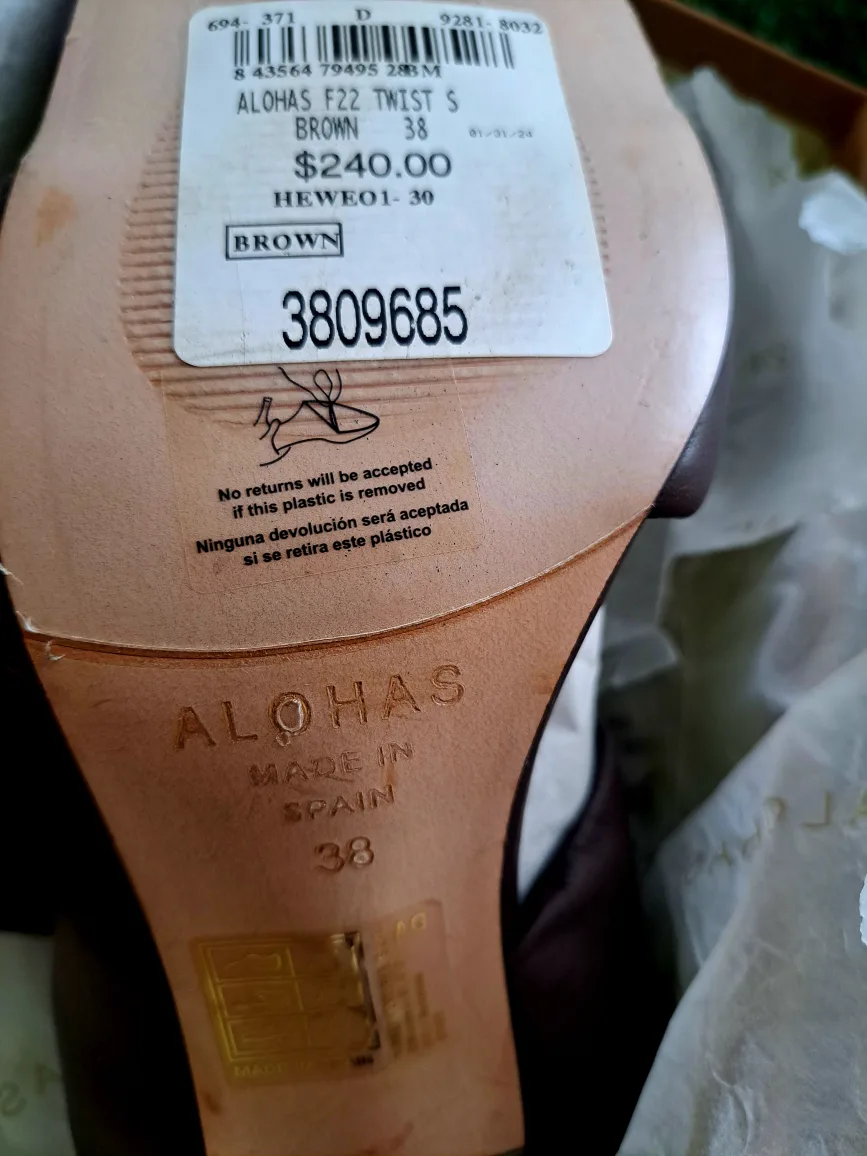 694- 371 D 9281- 8032
8 43564 79495 28BM
ALOHAS F22 TWIST S
BROWN 38 01/31/24
$240.00
HEWEO1- 30
BROWN
3809685
No returns will be accepted
if this plastic is removed
Ninguna devolución será aceptada
si se retira este plástico
ALOHAS
MADE IN
SPAIN
38